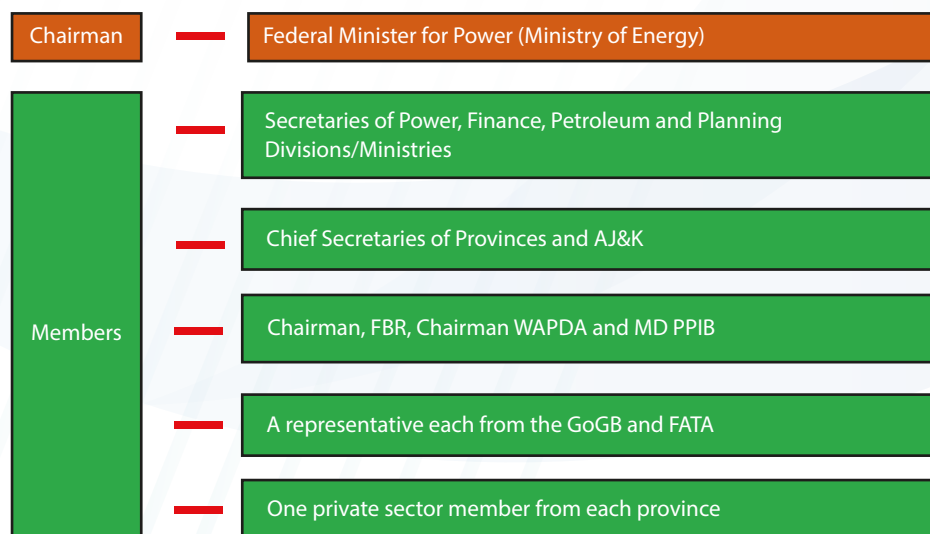 Chairman
Federal Minister for Power (Ministry of Energy)
Members
Secretaries of Power, Finance, Petroleum and Planning
Divisions/Ministries
Chief Secretaries of Provinces and AJ&K
Chairman, FBR, Chairman WAPDA and MD PPIB
A representative each from the GoGB and FATA
One private sector member from each province